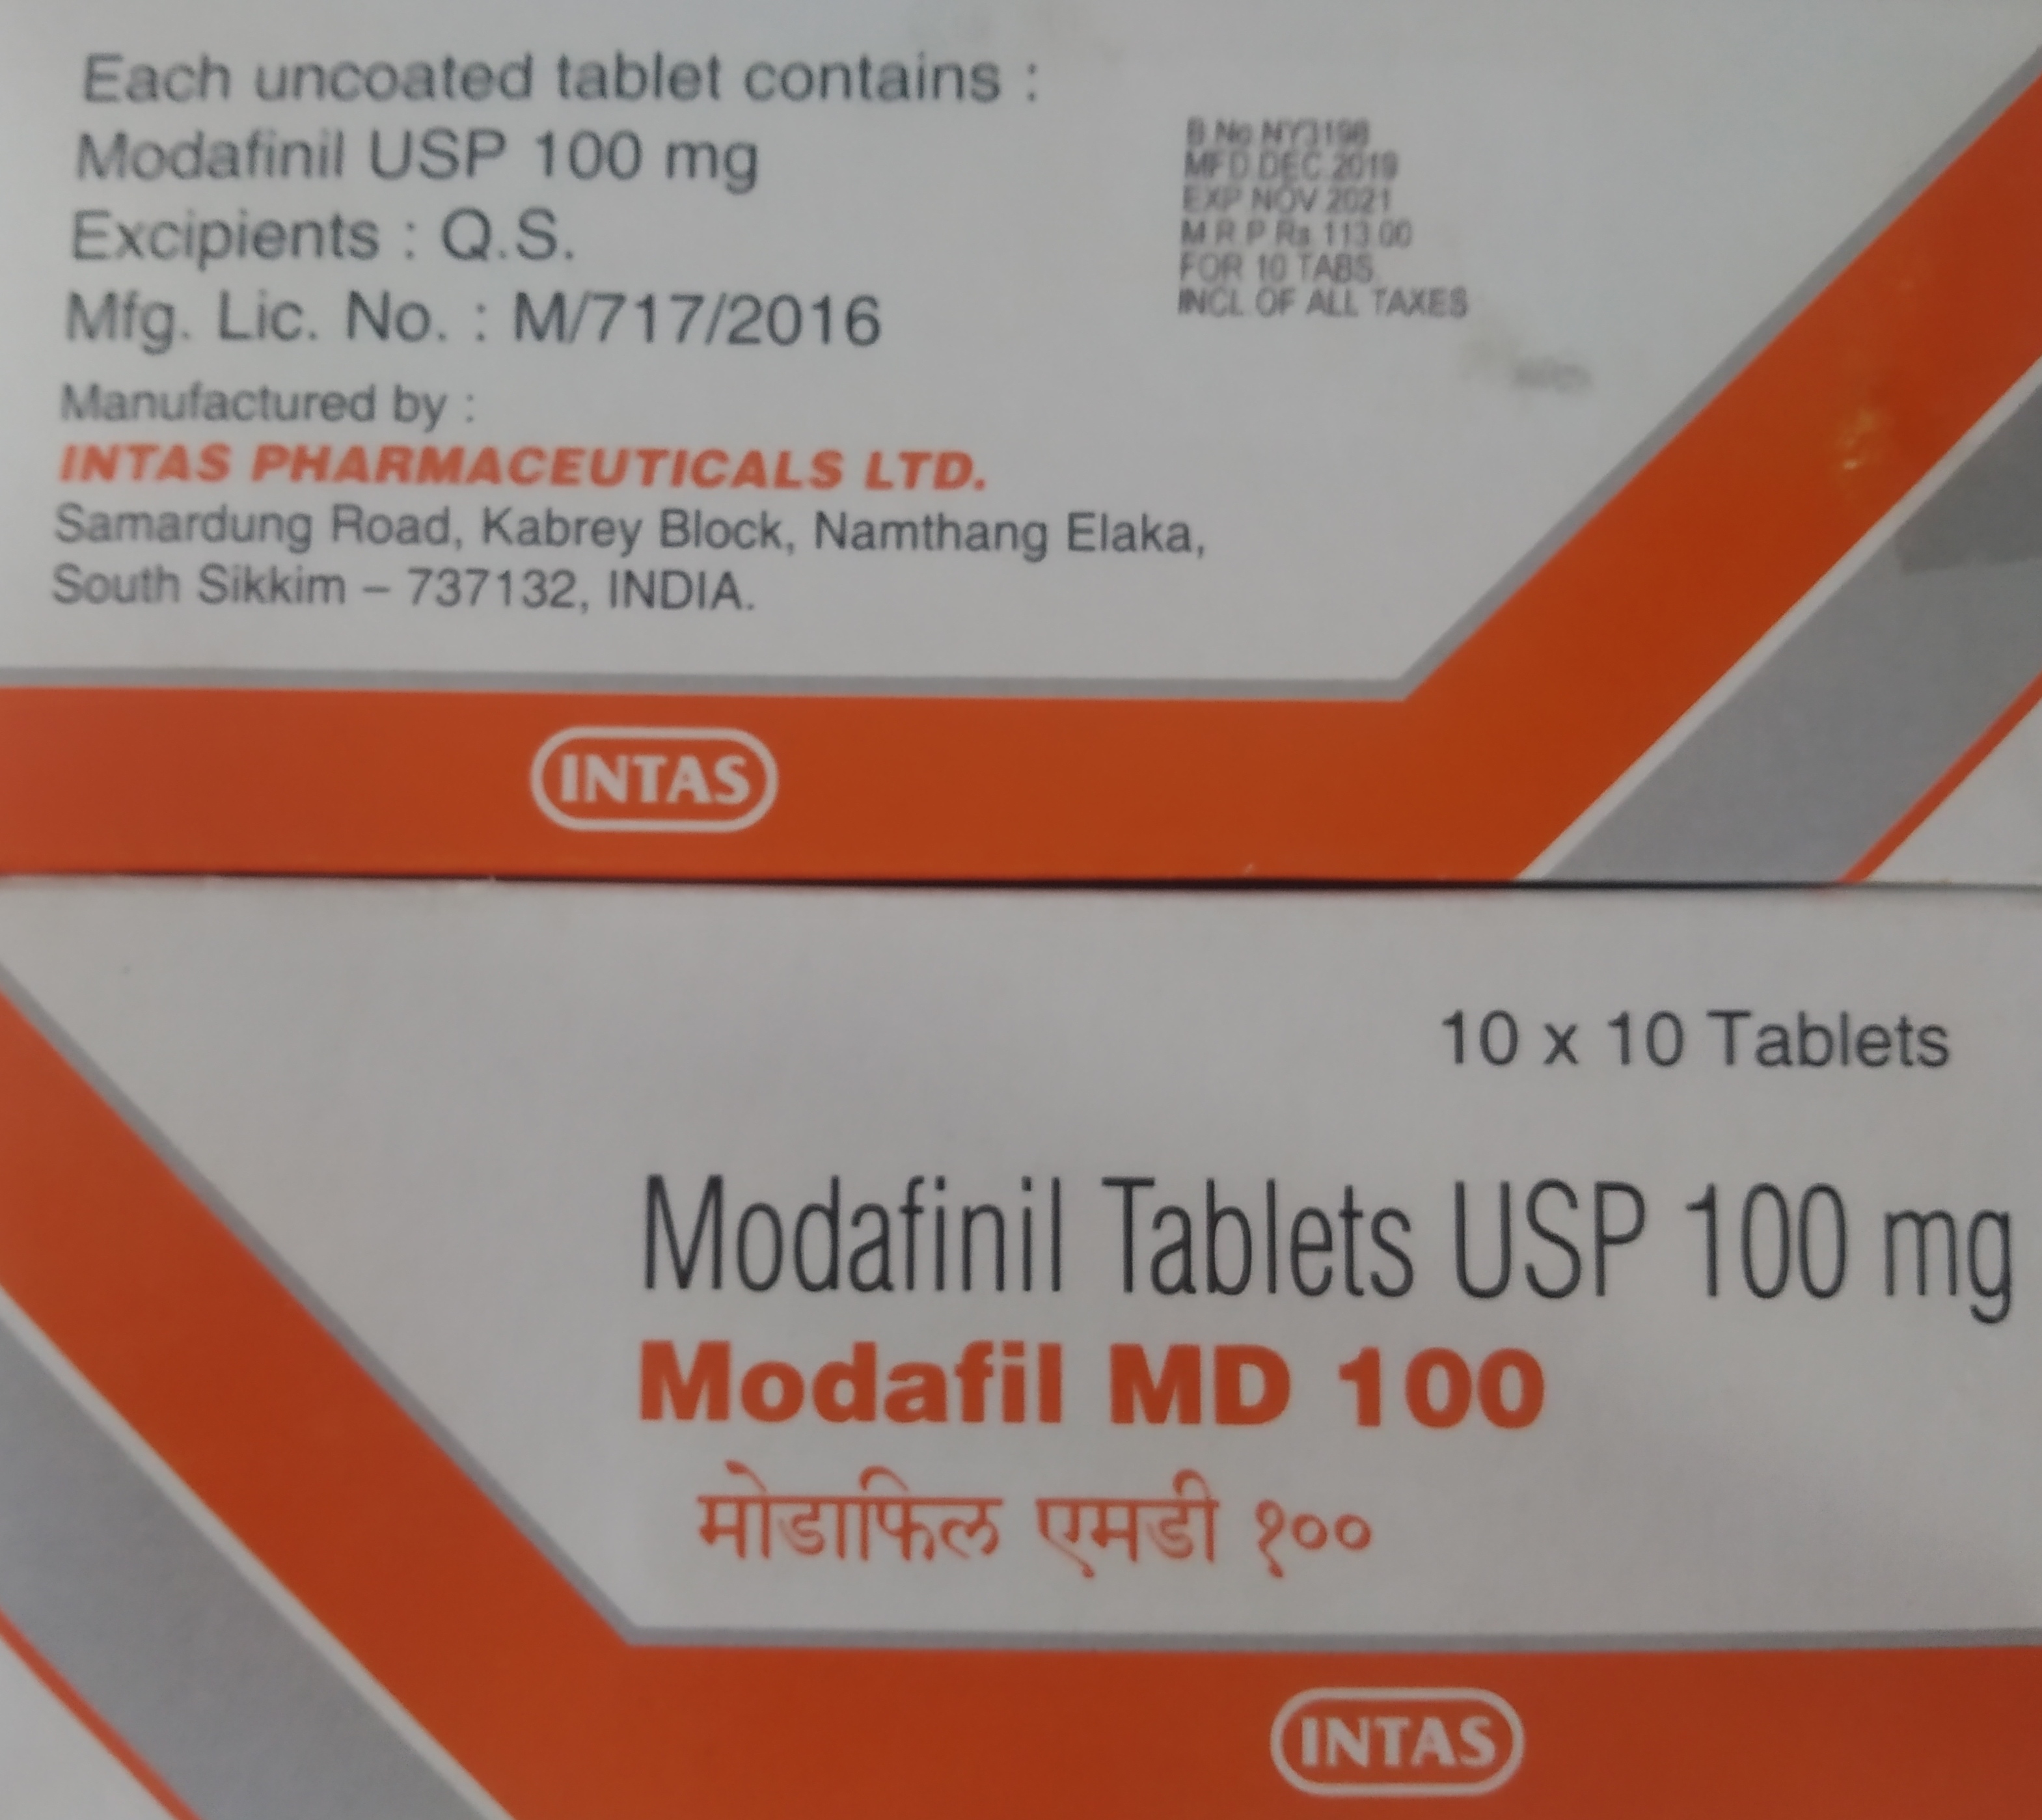 Each uncoated tablet contains :
Modafinil USP 100 mg
Excipients : Q.S.
Mfg. Lic. No. : M/717/2016
Manufactured by :
INTAS PHARMACEUTICALS LTD.
Samardung Road, Kabrey Block, Namthang Elaka,
South Sikkim – 737132, INDIA.
B.No.NY3198
MFD.DEC.2019
EXP NOV 2021
M R P Rs 113.00
FOR 10 TABS.
INCL.OF ALL TAXES
INTAS
10 x 10 Tablets
Modafinil Tablets USP 100 mg
Modafil MD 100
मोडाफिल एमडी १००
INTAS